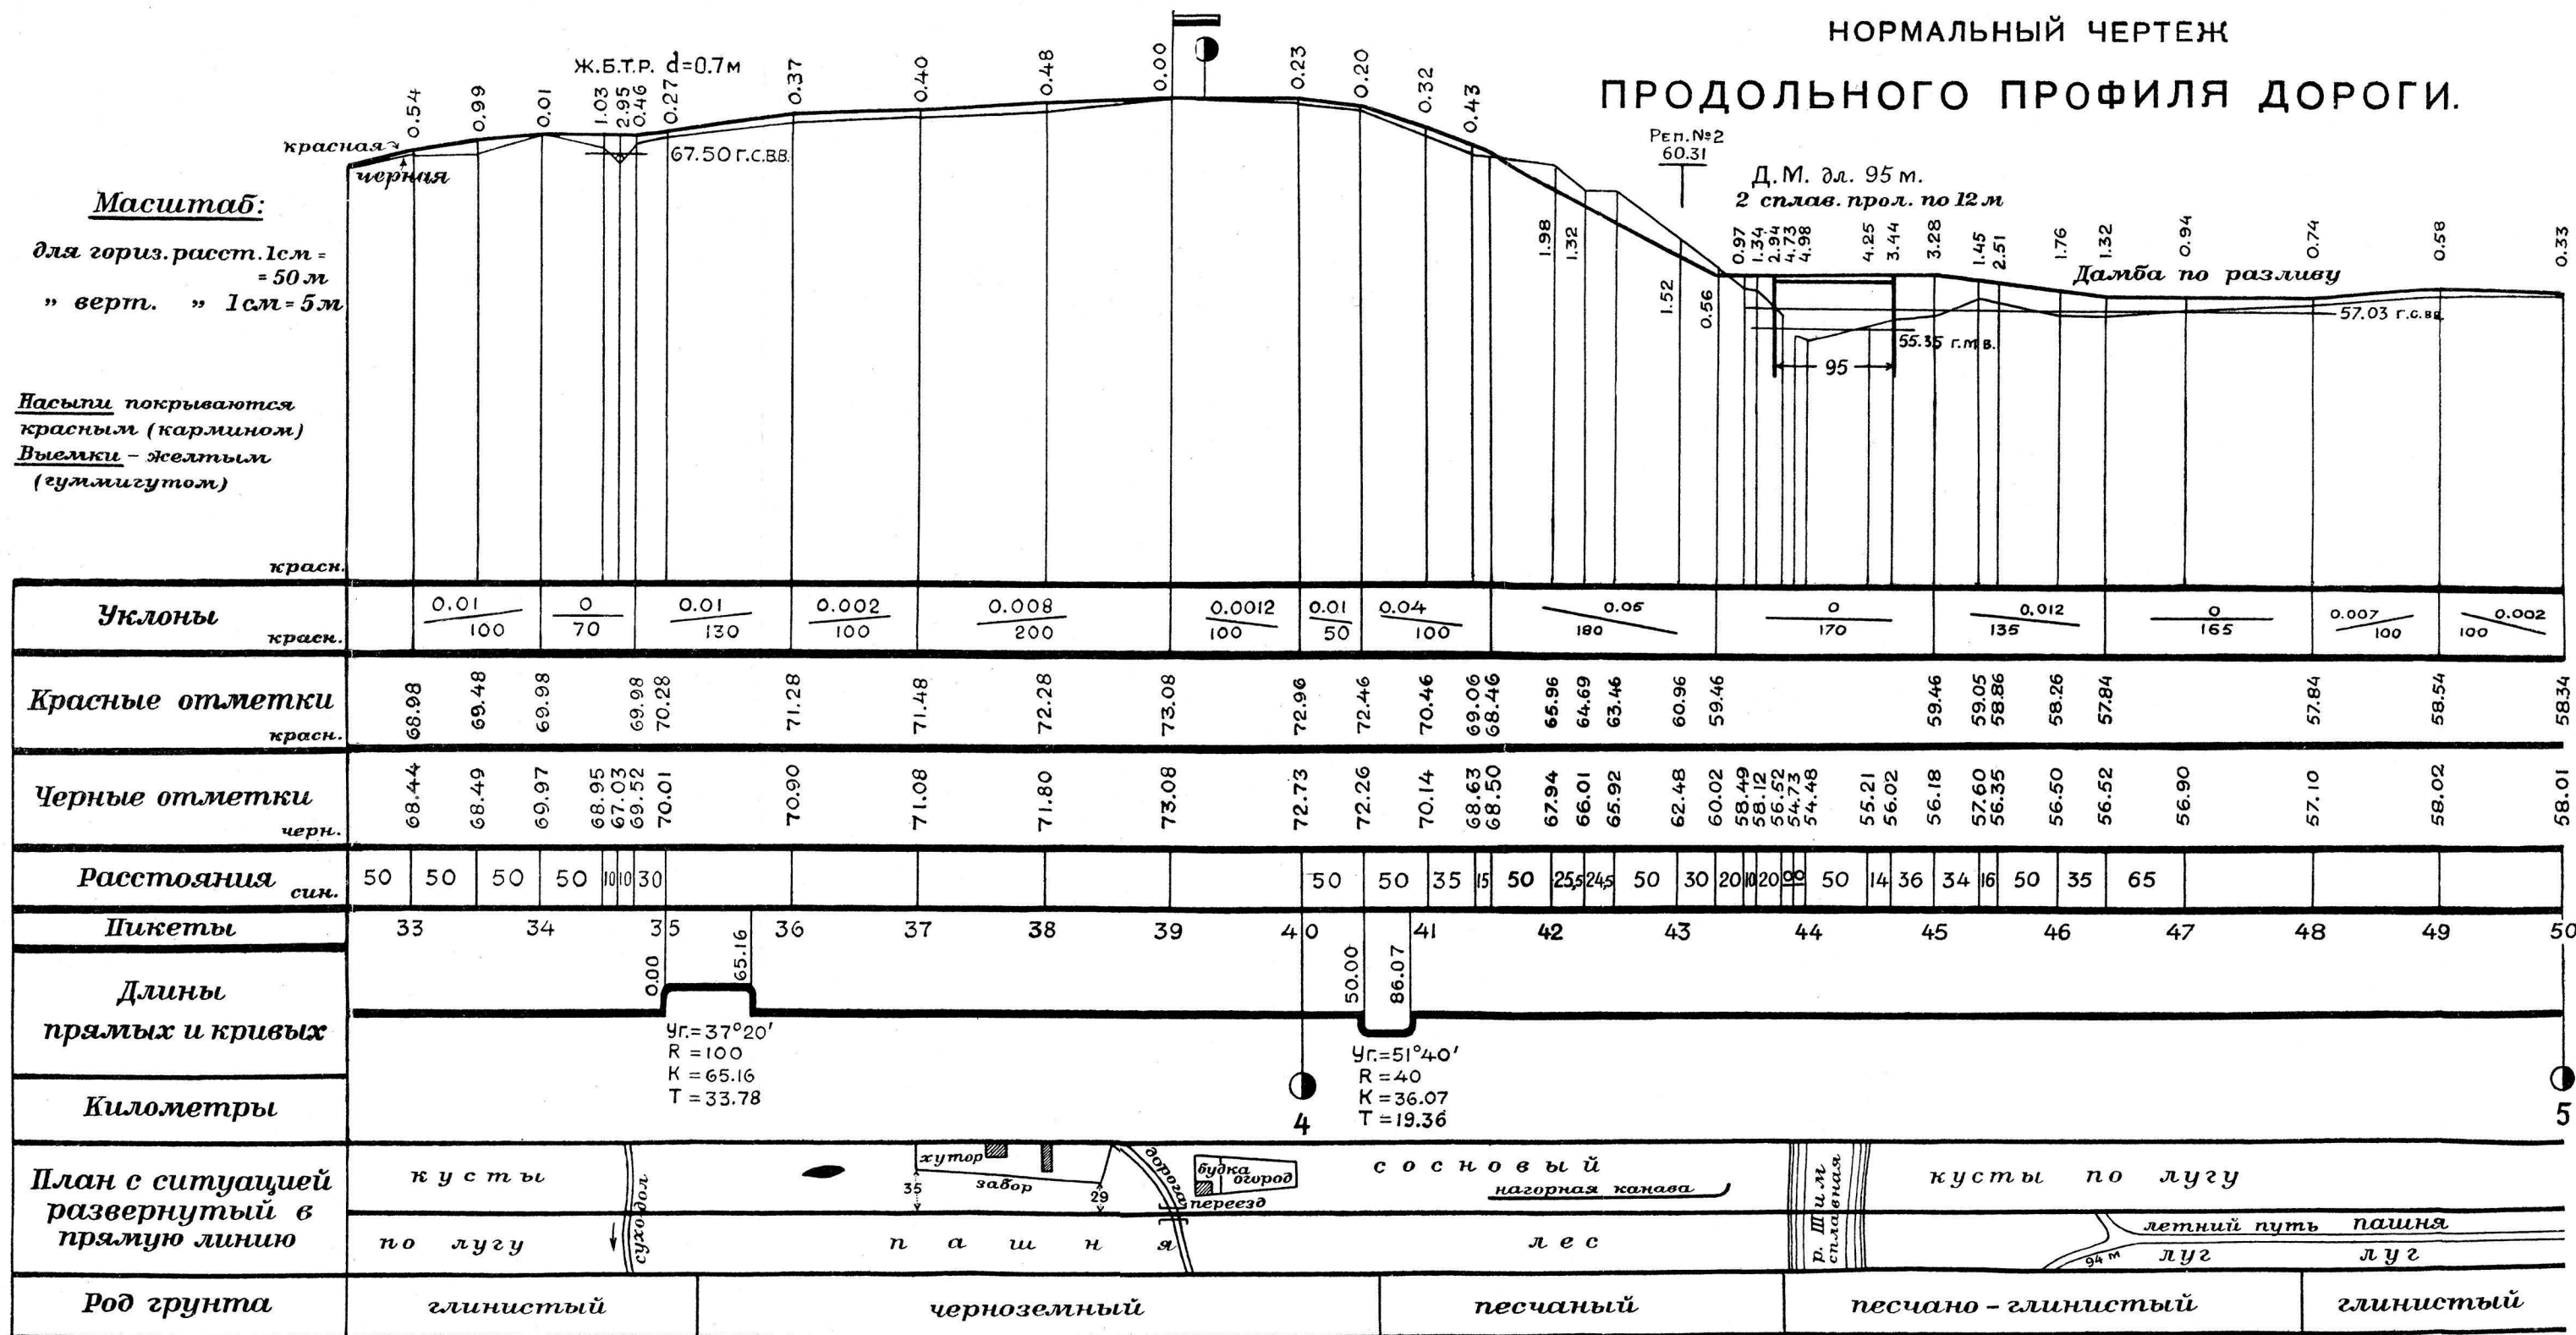 НОРМАЛЬНЫЙ ЧЕРТЕЖ
ПРОДОЛЬНОГО ПРОФИЛЯ ДОРОГИ.
Ж.Б.Т.Р. d=0.7м
0.54 0.99 0.01 1.03 2.95 0.46 0.27 0.37 0.40 0.48 0.00 0.23 0.20 0.32 0.43
красная
черная
67.50 Г.С.В.В.
Реп.№2
60.31
Д.М. дл. 95 м.
2 сплав. прол. по 12 м
1.98 1.32 1.52 0.56 0.97 1.34 2.94 4.73 4.98 4.25 3.44 3.28 1.45 2.51 1.76 1.32 0.94 0.74 0.58 0.33
Дамба по разливу
57.03 г.с.вв.
55.35 г.м.в.
95
Масштаб:
для гориз. расст. 1см =
= 50 м
„ верт. „ 1см = 5м
Насыпи покрываются
красным (кармином)
Выемки – желтым
(гуммигутом)
красн.
Уклоны красн.
0.01 100 0 70 0.01 130 0.002 100 0.008 200 0.0012 100 0.01 50 0.04 100 0.05 180 0 170 0.012 135 0 165 0.007 100 0.002 100
Красные отметки красн.
68.98 69.48 69.98 69.98 70.28 71.28 71.48 72.28 73.08 72.96 72.46 70.46 69.06 68.46 65.96 64.69 63.46 60.96 59.46 59.46 59.05 58.86 58.26 57.84 57.84 58.54 58.34
Черные отметки черн.
68.44 68.49 69.97 68.95 67.03 69.52 70.01 70.90 71.08 71.80 73.08 72.73 72.26 70.14 68.63 68.50 67.94 66.01 65.92 62.48 60.02 58.49 58.12 56.52 54.73 54.48 55.21 56.02 56.18 57.60 56.35 56.50 56.52 56.90 57.10 58.02 58.01
Расстояния син.
50 50 50 50 10 10 30 50 50 35 15 50 25,5 24,5 50 30 20 10 20 10 10 50 14 36 34 16 50 35 65
Пикеты
33 34 35 36 37 38 39 40 41 42 43 44 45 46 47 48 49 50
Длины
прямых и кривых
0.00 65.16 50.00 86.07
Уг.=37°20'
R =100
К =65.16
Т =33.78
Уг.=51°40'
R =40
К =36.07
Т =19.36
Километры
4 5
План с ситуацией
развернутый в
прямую линию
кусты
по лугу
суходол
хутор
забор
35
29
дорога
переезд
будка
огород
пашня
сосновый
нагорная канава
лес
р. Шим
сплавная
кусты по лугу
летний путь пашня
94 м луг луг
Род грунта
глинистый черноземный песчаный песчано-глинистый глинистый